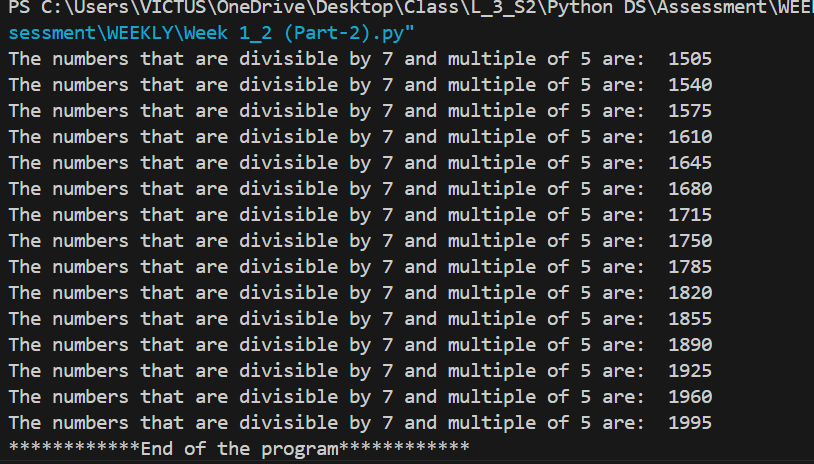 PS C:\Users\VICTUS\OneDrive\Desktop\Class\L_3_S2\Python DS\Assessment\WEE
sessment\WEEKLY\Week 1_2 (Part-2).py"
The numbers that are divisible by 7 and multiple of 5 are:  1505
The numbers that are divisible by 7 and multiple of 5 are:  1540
The numbers that are divisible by 7 and multiple of 5 are:  1575
The numbers that are divisible by 7 and multiple of 5 are:  1610
The numbers that are divisible by 7 and multiple of 5 are:  1645
The numbers that are divisible by 7 and multiple of 5 are:  1680
The numbers that are divisible by 7 and multiple of 5 are:  1715
The numbers that are divisible by 7 and multiple of 5 are:  1750
The numbers that are divisible by 7 and multiple of 5 are:  1785
The numbers that are divisible by 7 and multiple of 5 are:  1820
The numbers that are divisible by 7 and multiple of 5 are:  1855
The numbers that are divisible by 7 and multiple of 5 are:  1890
The numbers that are divisible by 7 and multiple of 5 are:  1925
The numbers that are divisible by 7 and multiple of 5 are:  1960
The numbers that are divisible by 7 and multiple of 5 are:  1995
************End of the program************